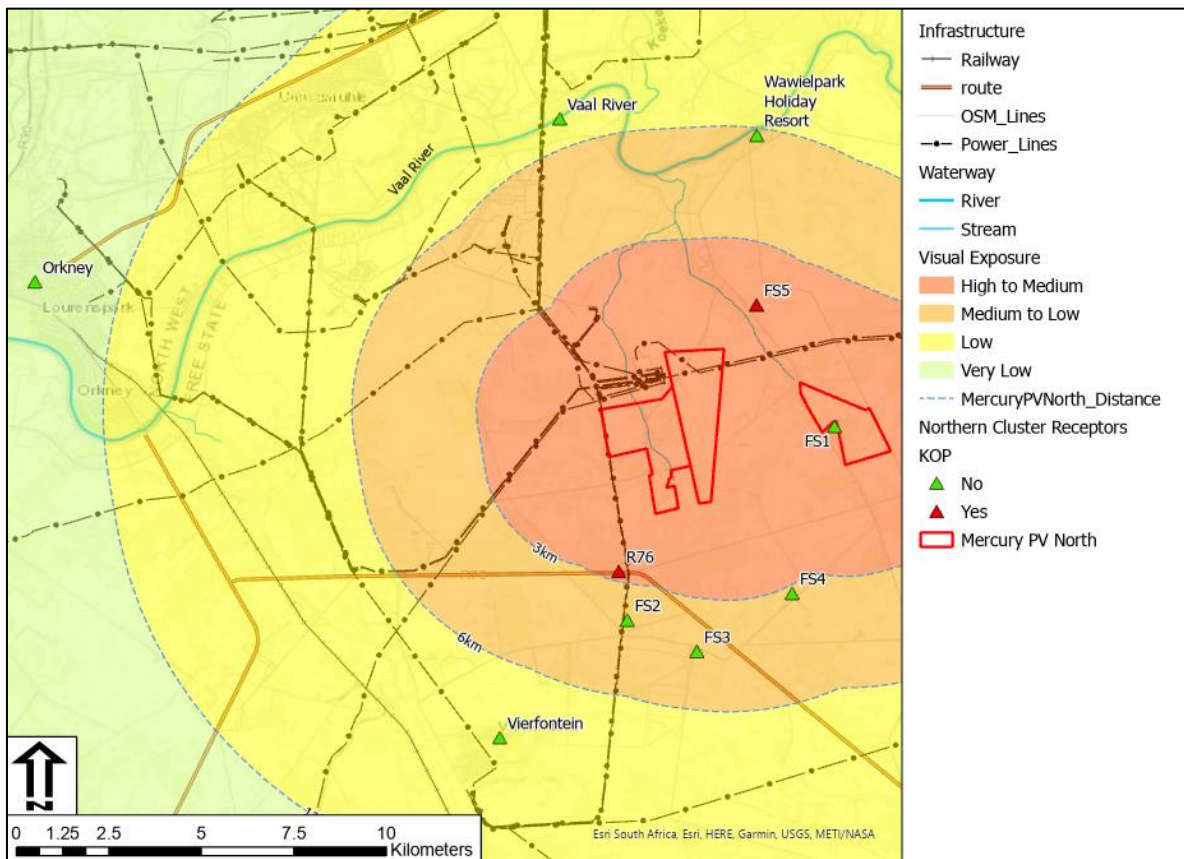 Vaal River
Wawielpark
Holiday
Resort
Vaal River
Orkney
Lourenspark
NORTH WEST
FREE STATE
Orkney
FS5
FS1
3km
R76
FS4
FS2
FS3
6km
Vierfontein
N
0 1.25 2.5 5 7.5 10
Kilometers
Esri South Africa, Esri, HERE, Garmin, USGS, METI/NASA
Infrastructure
Railway
route
OSM_Lines
Power_Lines
Waterway
River
Stream
Visual Exposure
High to Medium
Medium to Low
Low
Very Low
MercuryPVNorth_Distance
Northern Cluster Receptors
KOP
No
Yes
Mercury PV North